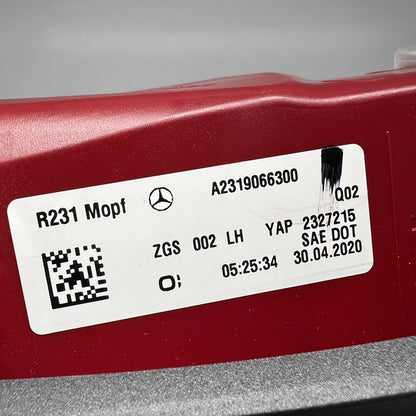 R231 Mopf A2319066300 Q02
ZGS 002 LH YAP 2327215
SAE DOT
05:25:34 30.04.2020